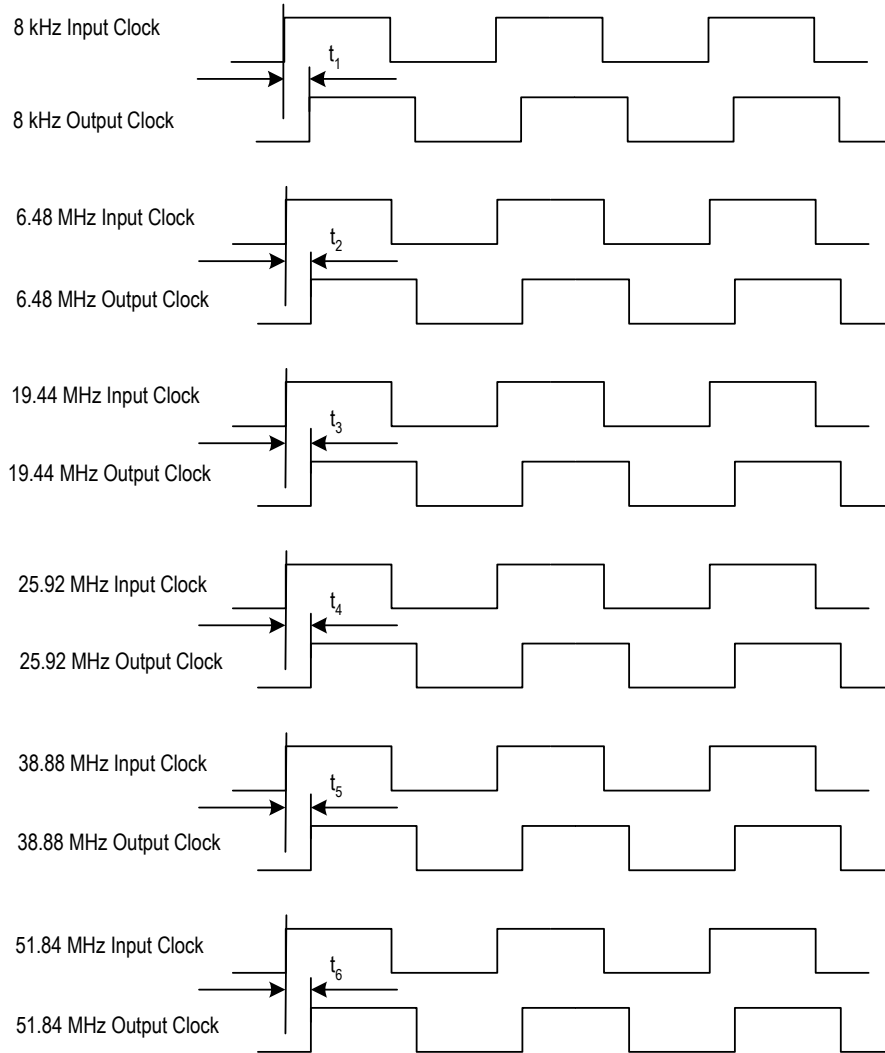 8 kHz Input Clock
t1
8 kHz Output Clock
6.48 MHz Input Clock
t2
6.48 MHz Output Clock
19.44 MHz Input Clock
t3
19.44 MHz Output Clock
25.92 MHz Input Clock
t4
25.92 MHz Output Clock
38.88 MHz Input Clock
t5
38.88 MHz Output Clock
51.84 MHz Input Clock
t6
51.84 MHz Output Clock